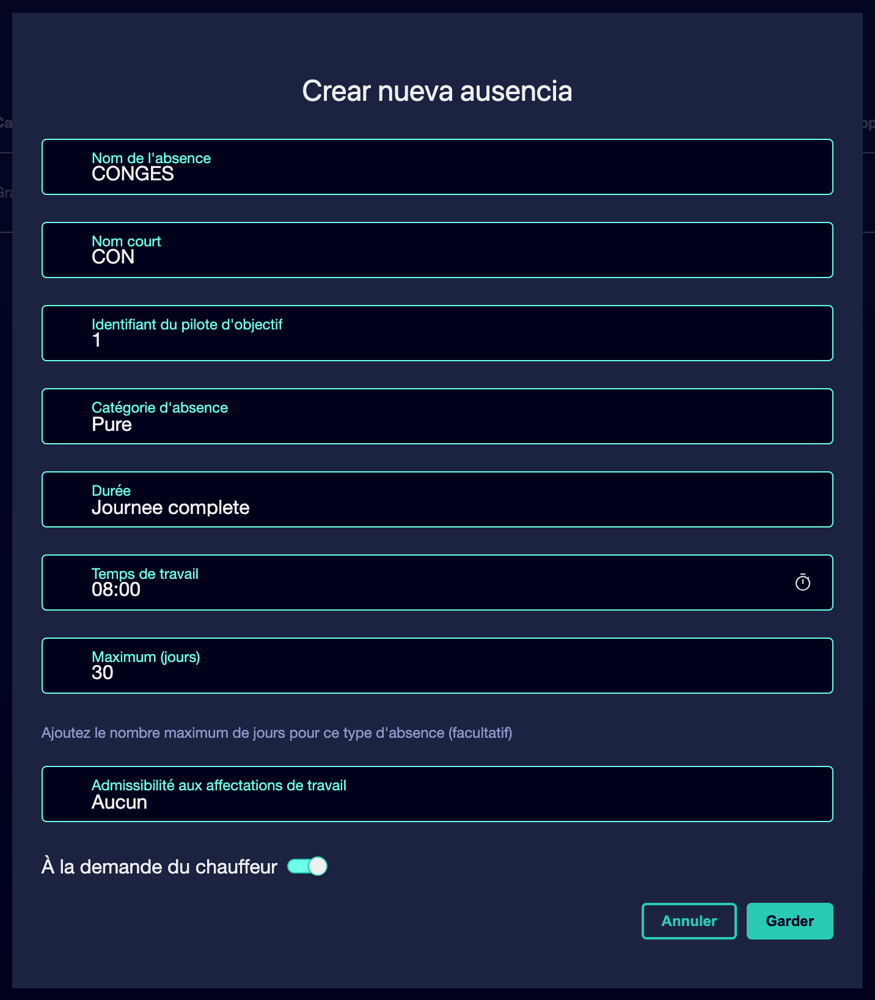 Crear nueva ausencia
Nom de l'absence
CONGES
Nom court
CON
Identifiant du pilote d'objectif
1
Catégorie d'absence
Pure
Durée
Journee complete
Temps de travail
08:00
Maximum (jours)
30
Ajoutez le nombre maximum de jours pour ce type d'absence (facultatif)
Admissibilité aux affectations de travail
Aucun
À la demande du chauffeur
Annuler
Garder